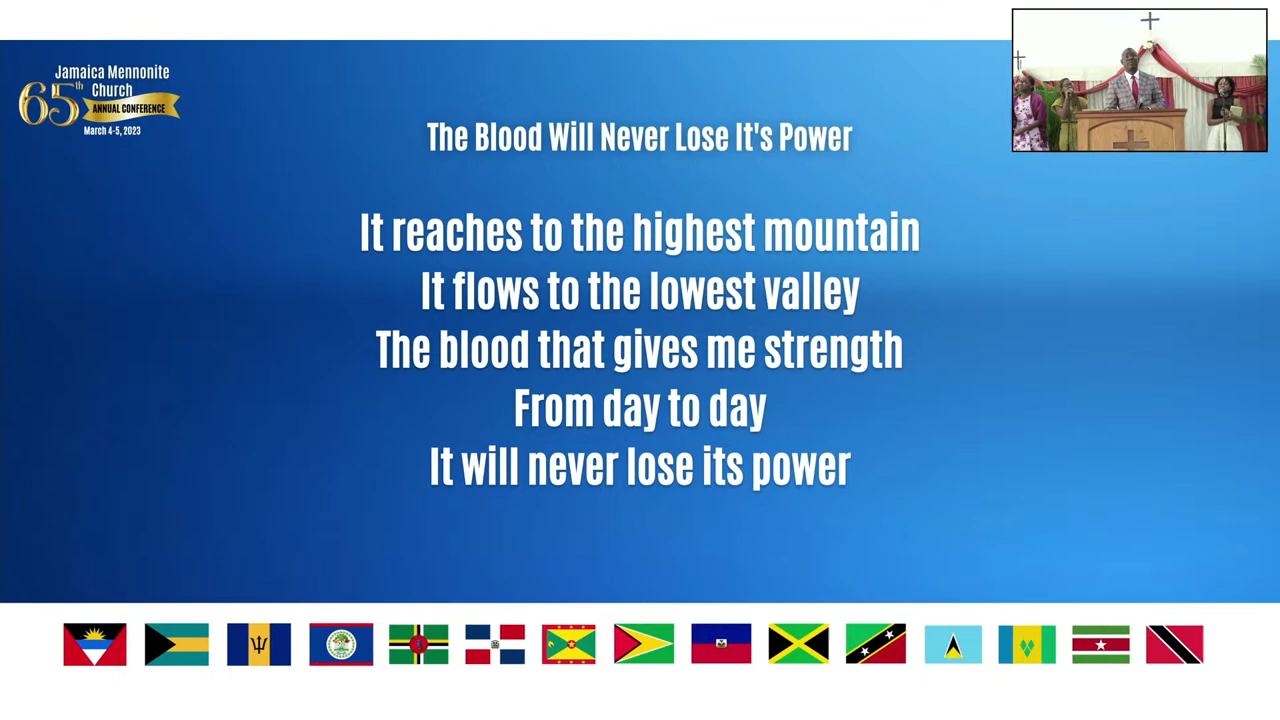 Jamaica Mennonite
65th Church
ANNUAL CONFERENCE
March 4-5, 2023
The Blood Will Never Lose It's Power
It reaches to the highest mountain
It flows to the lowest valley
The blood that gives me strength
From day to day
It will never lose its power